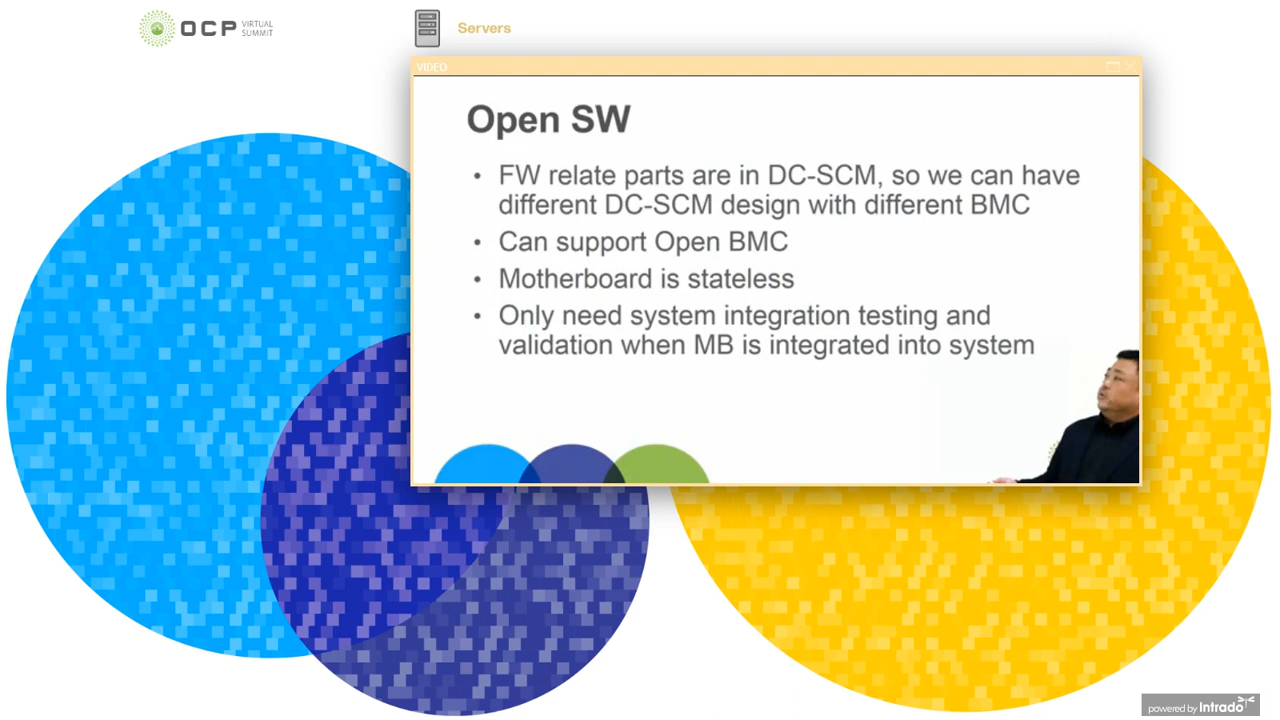 OCP VIRTUAL
SUMMIT
Servers
VIDEO
Open SW
• FW relate parts are in DC-SCM, so we can have
different DC-SCM design with different BMC
• Can support Open BMC
• Motherboard is stateless
• Only need system integration testing and
validation when MB is integrated into system
powered by Intrado